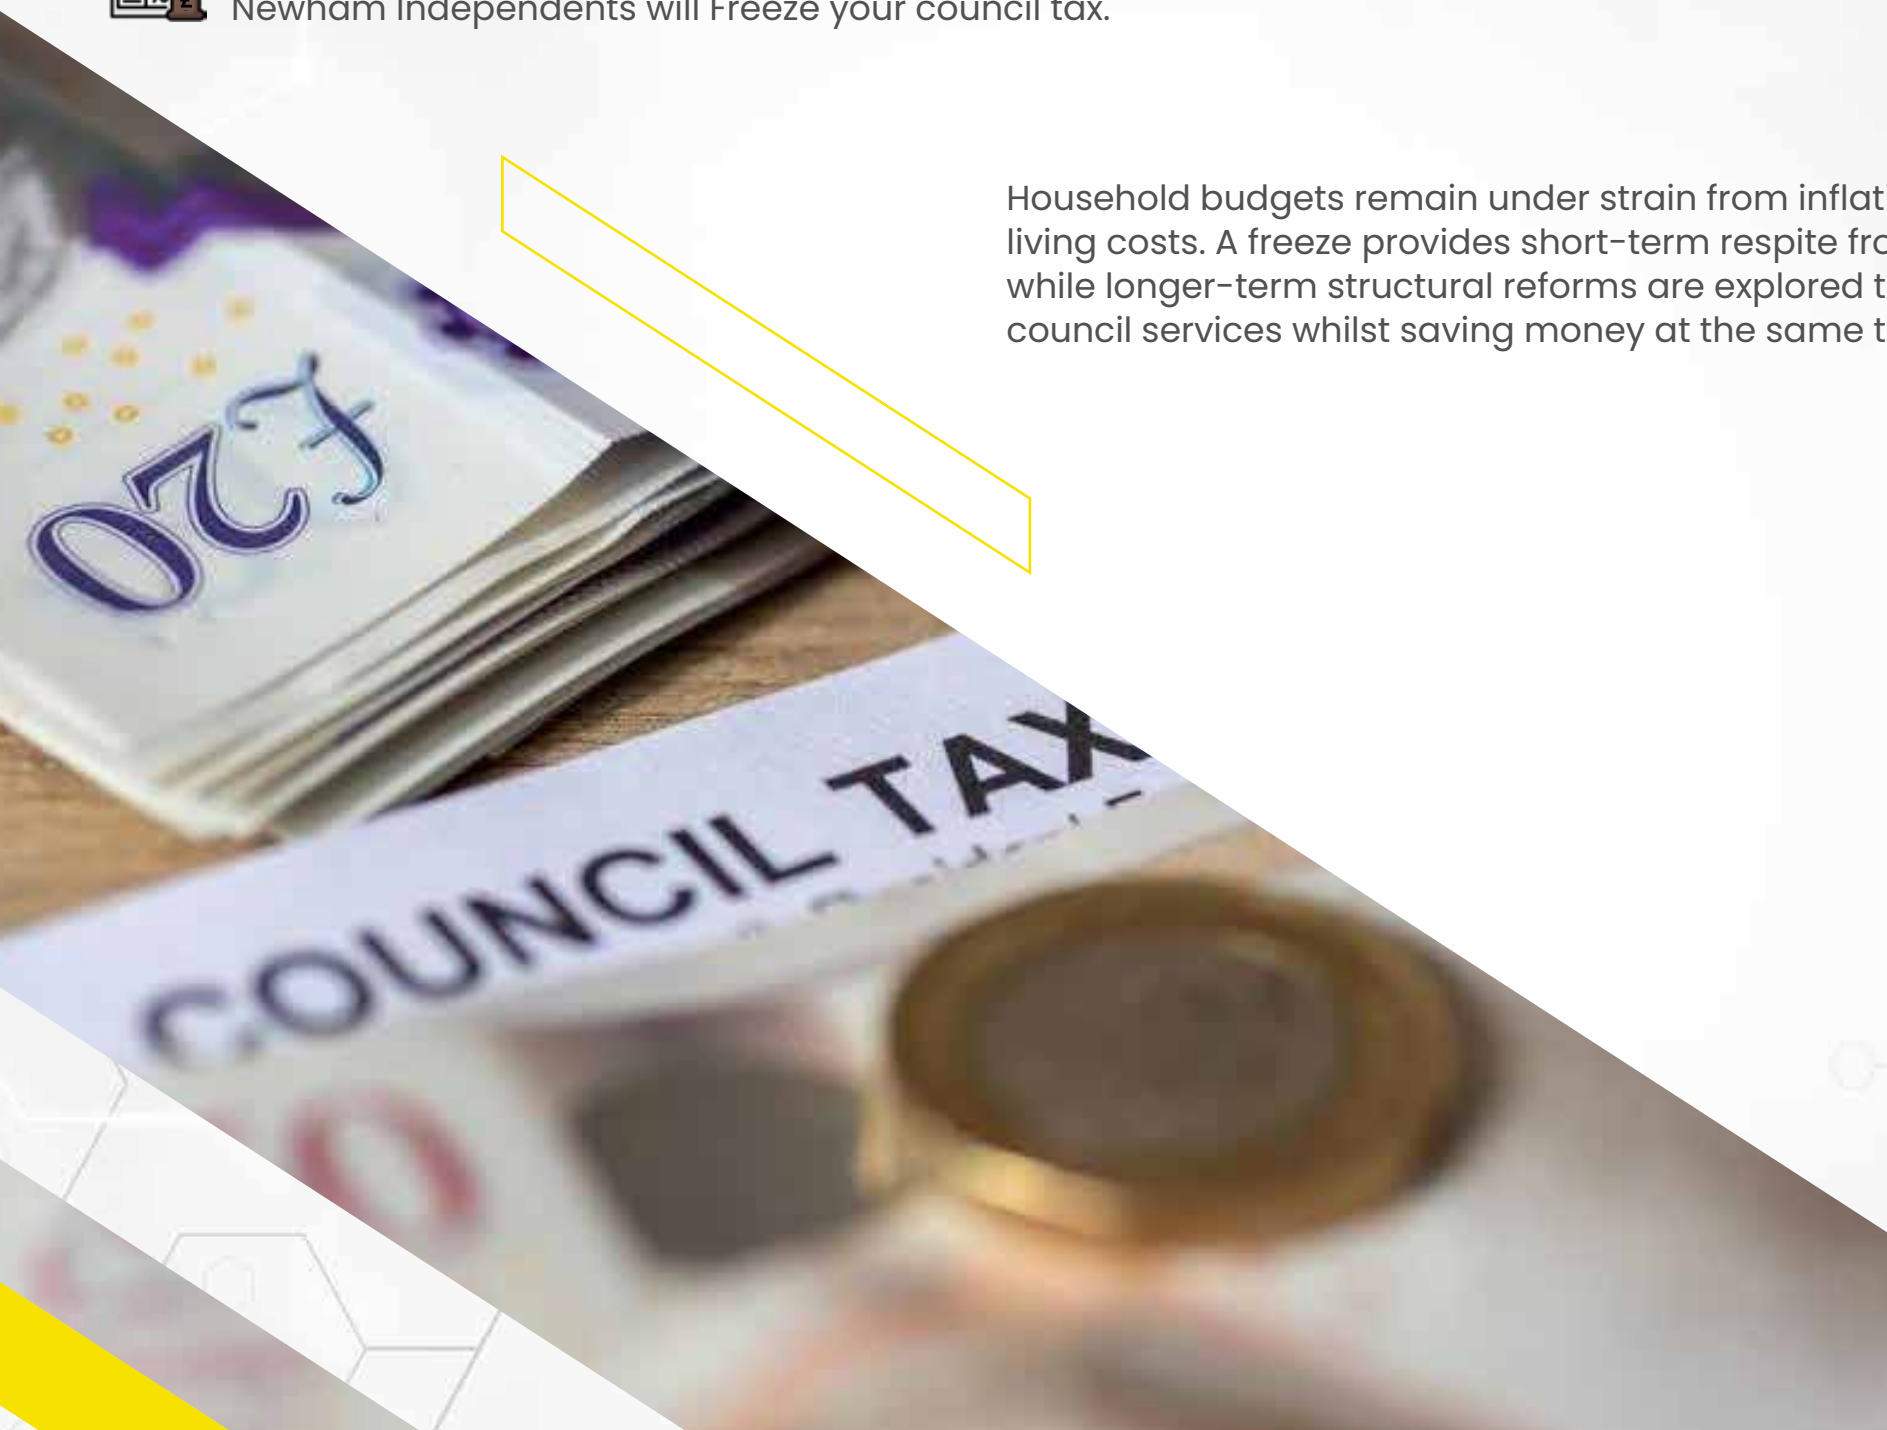 Newham Independents will Freeze your council tax.
Household budgets remain under strain from inflati
living costs. A freeze provides short-term respite fro
while longer-term structural reforms are explored t
council services whilst saving money at the same t
£20
COUNCIL TAX